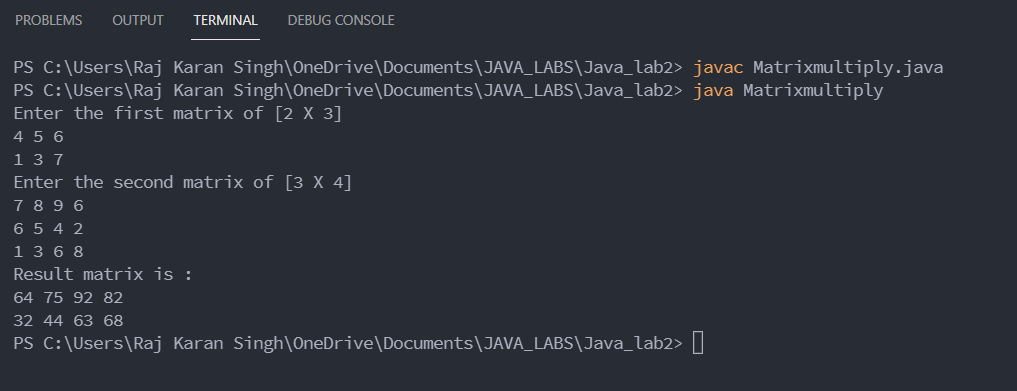 PROBLEMS OUTPUT TERMINAL DEBUG CONSOLE
PS C:\Users\Raj Karan Singh\OneDrive\Documents\JAVA_LABS\Java_lab2> javac Matrixmultiply.java
PS C:\Users\Raj Karan Singh\OneDrive\Documents\JAVA_LABS\Java_lab2> java Matrixmultiply
Enter the first matrix of [2 X 3]
4 5 6
1 3 7
Enter the second matrix of [3 X 4]
7 8 9 6
6 5 4 2
1 3 6 8
Result matrix is :
64 75 92 82
32 44 63 68
PS C:\Users\Raj Karan Singh\OneDrive\Documents\JAVA_LABS\Java_lab2>